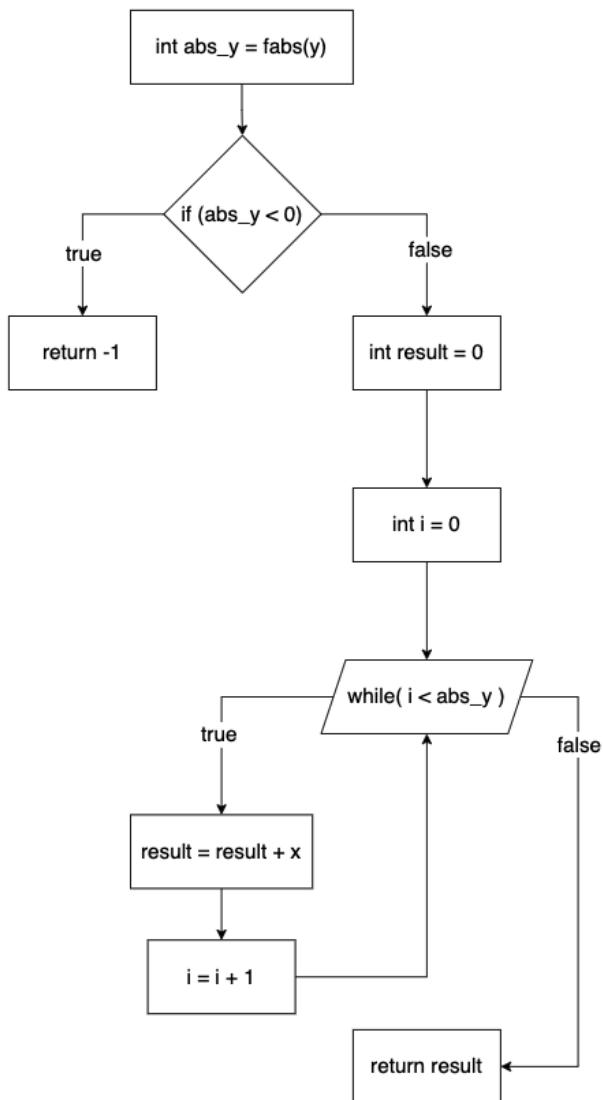 int abs_y = fabs(y)
if (abs_y < 0)
true
false
return -1
int result = 0
int i = 0
while( i < abs_y )
true
false
result = result + x
i = i + 1
return result